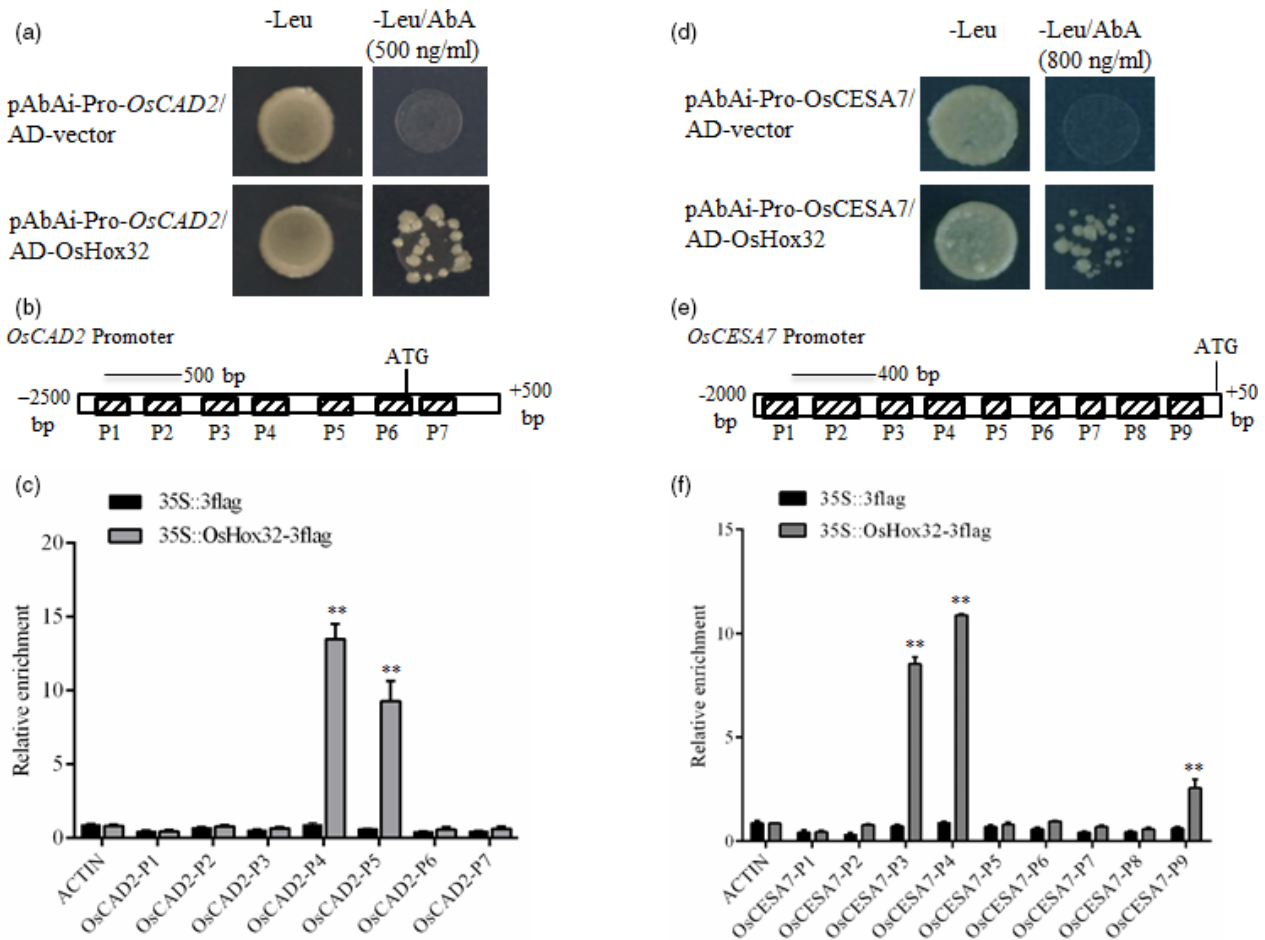 (a)
-Leu
-Leu/AbA
(500 ng/ml)
pAbAi-Pro-OsCAD2/
AD-vector
pAbAi-Pro-OsCAD2/
AD-OsHox32
(b)
OsCAD2 Promoter
500 bp
ATG
−2500
bp
+500
bp
P1
P2
P3
P4
P5
P6
P7
(c)
35S::3flag
35S::OsHox32-3flag
Relative enrichment
20
15
10
5
0
ACTIN
OsCAD2-P1
OsCAD2-P2
OsCAD2-P3
OsCAD2-P4
OsCAD2-P5
OsCAD2-P6
OsCAD2-P7
**
**
(d)
-Leu
-Leu/AbA
(800 ng/ml)
pAbAi-Pro-OsCESA7/
AD-vector
pAbAi-Pro-OsCESA7/
AD-OsHox32
(e)
OsCESA7 Promoter
400 bp
ATG
-2000
bp
+50
bp
P1
P2
P3
P4
P5
P6
P7
P8
P9
(f)
35S::3flag
35S::OsHox32-3flag
Relative enrichment
15
10
5
0
ACTIN
OsCESA7-P1
OsCESA7-P2
OsCESA7-P3
OsCESA7-P4
OsCESA7-P5
OsCESA7-P6
OsCESA7-P7
OsCESA7-P8
OsCESA7-P9
**
**
**